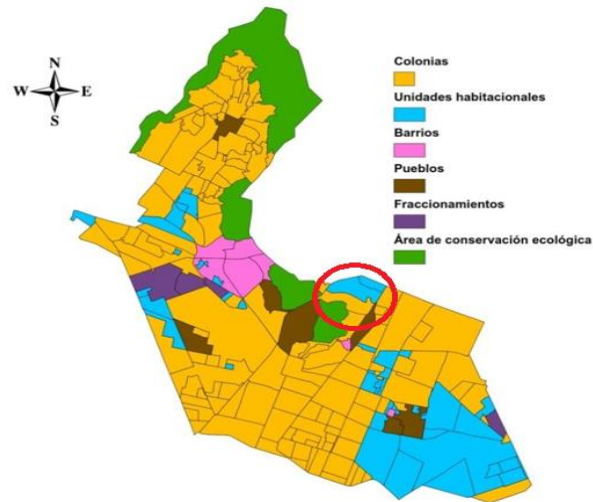 N
W E
S
Colonias
Unidades habitacionales
Barrios
Pueblos
Fraccionamientos
Área de conservación ecológica